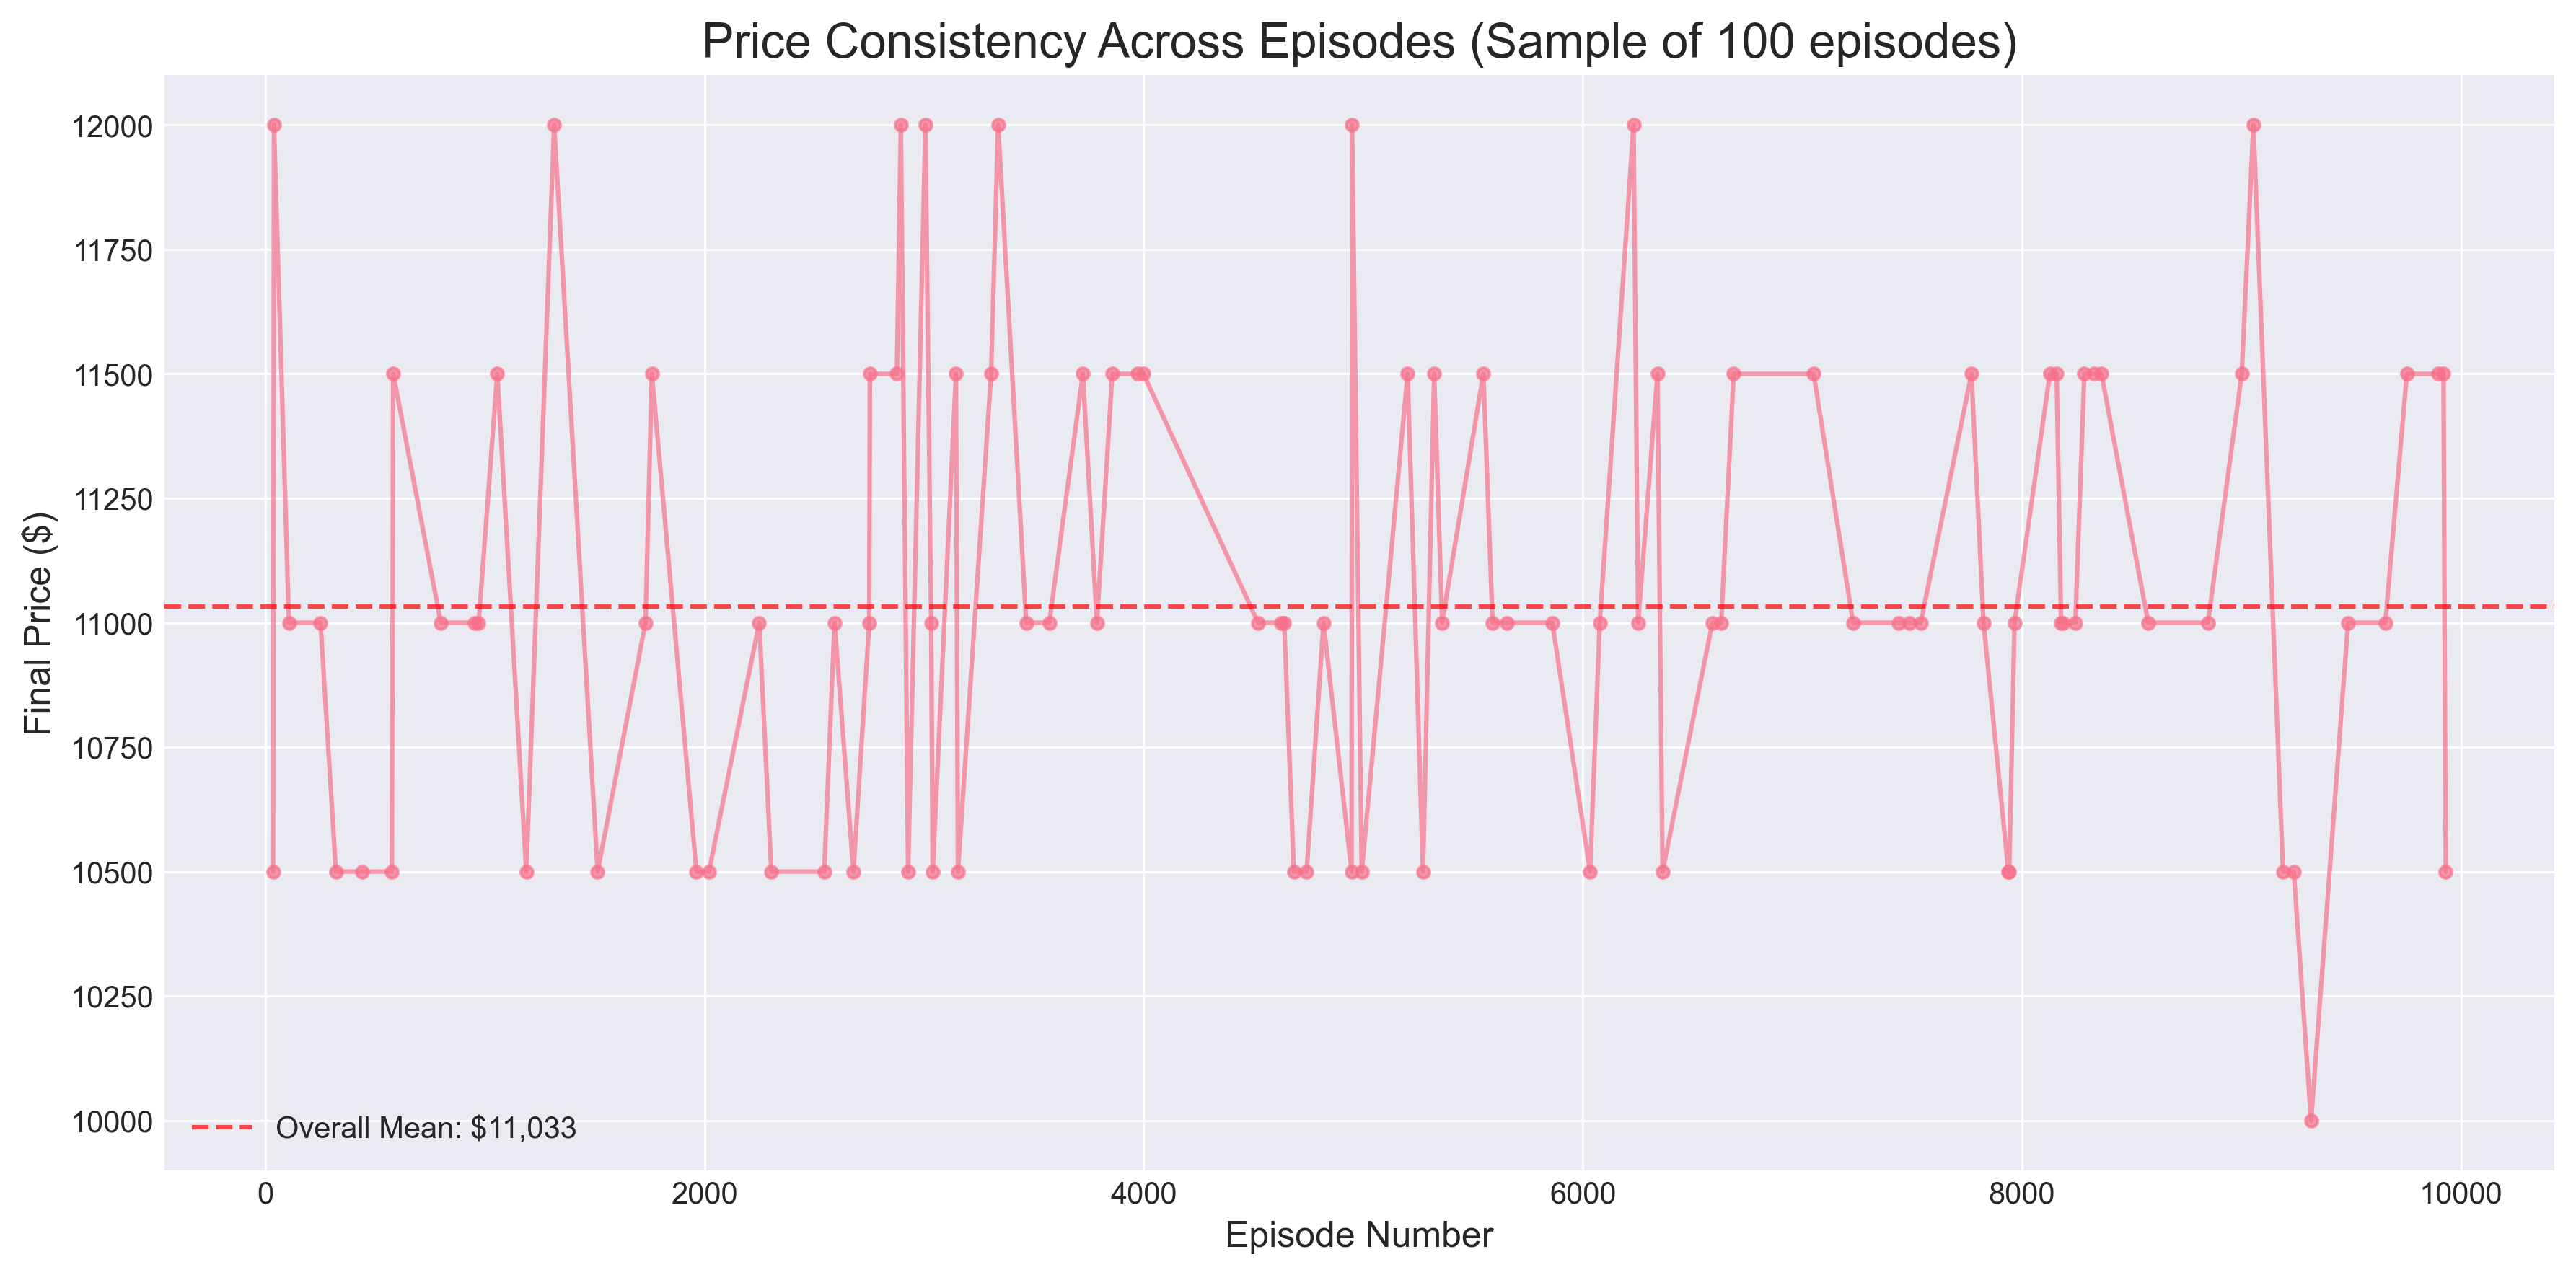 Price Consistency Across Episodes (Sample of 100 episodes)
Final Price ($)
12000
11750
11500
11250
11000
10750
10500
10250
10000
Overall Mean: $11,033
0 2000 4000 6000 8000 10000
Episode Number